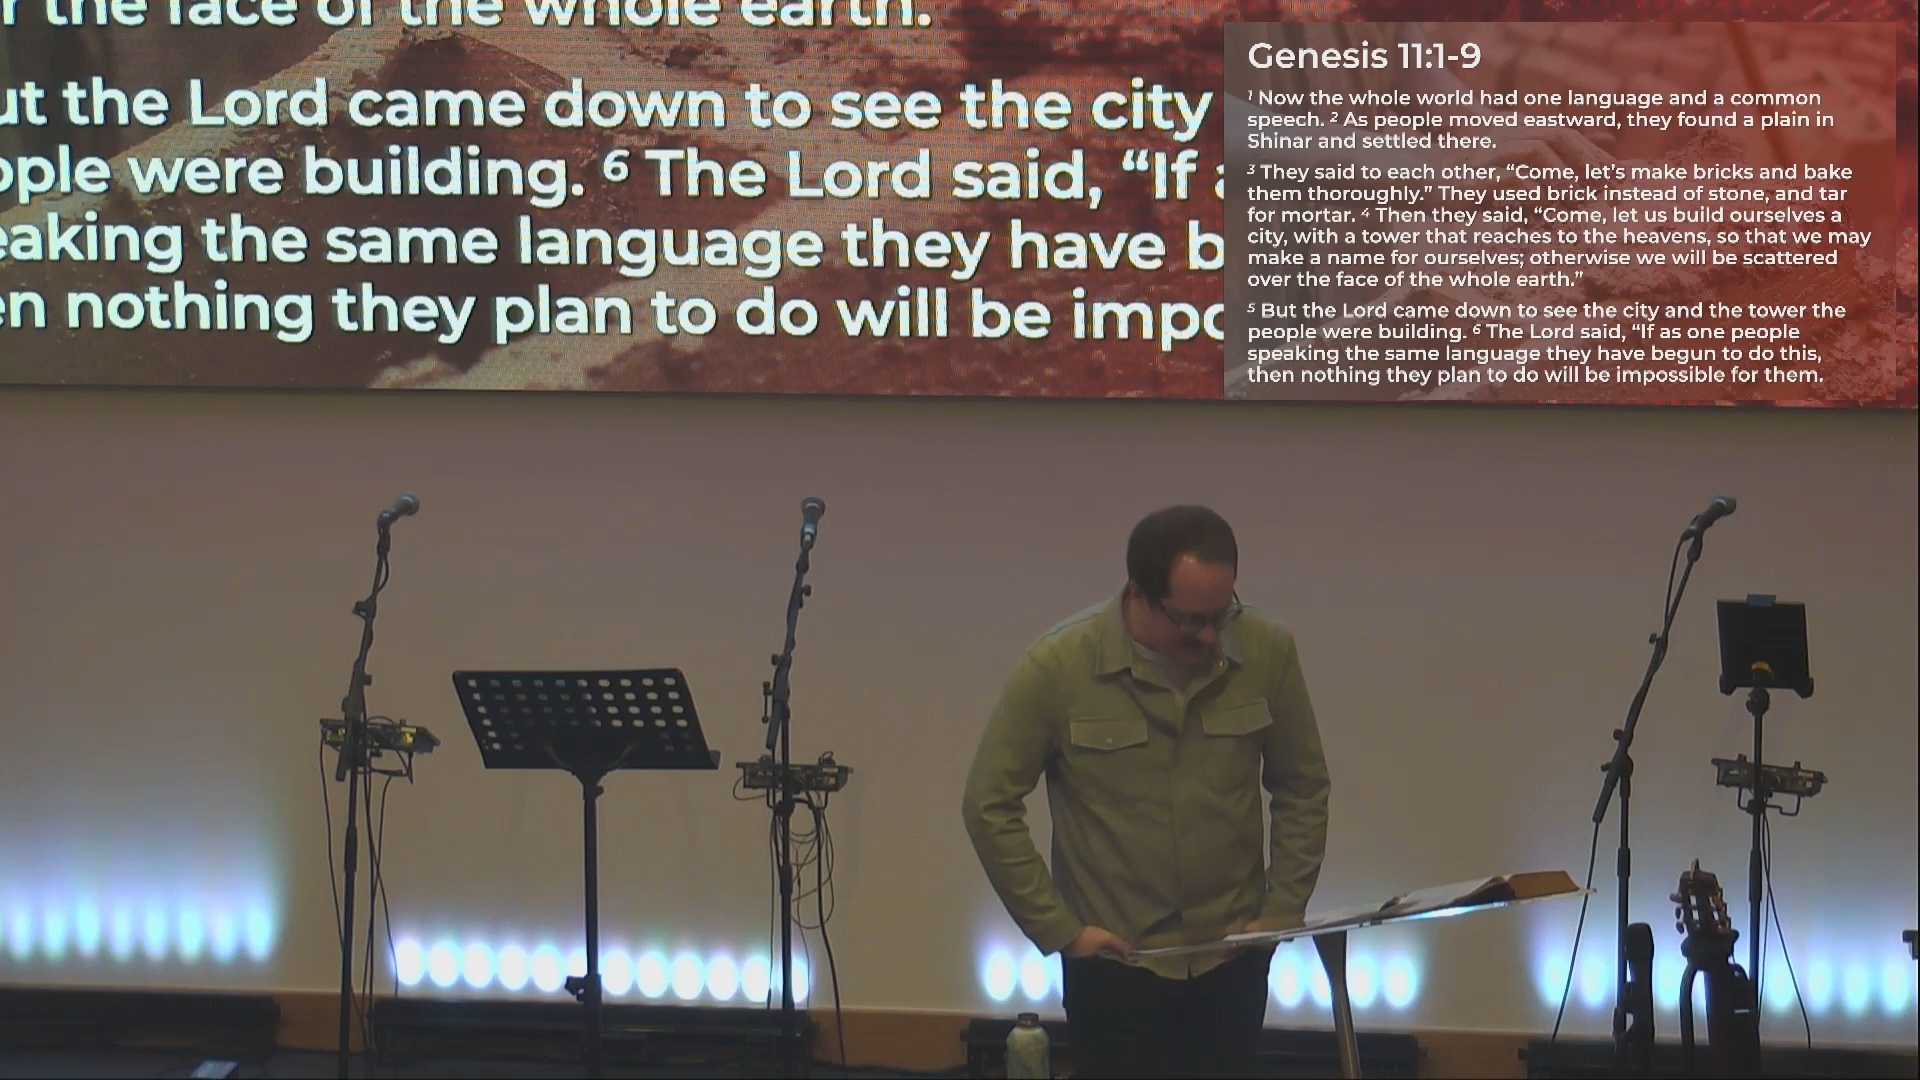 r the face of the whole earth.
ut the Lord came down to see the city
ople were building. 6 The Lord said, “If
eaking the same language they have b
en nothing they plan to do will be impo
Genesis 11:1-9
1 Now the whole world had one language and a common
speech. 2 As people moved eastward, they found a plain in
Shinar and settled there.
3 They said to each other, “Come, let’s make bricks and bake
them thoroughly.” They used brick instead of stone, and tar
for mortar. 4 Then they said, “Come, let us build ourselves a
city, with a tower that reaches to the heavens, so that we may
make a name for ourselves; otherwise we will be scattered
over the face of the whole earth.”
5 But the Lord came down to see the city and the tower the
people were building. 6 The Lord said, “If as one people
speaking the same language they have begun to do this,
then nothing they plan to do will be impossible for them.